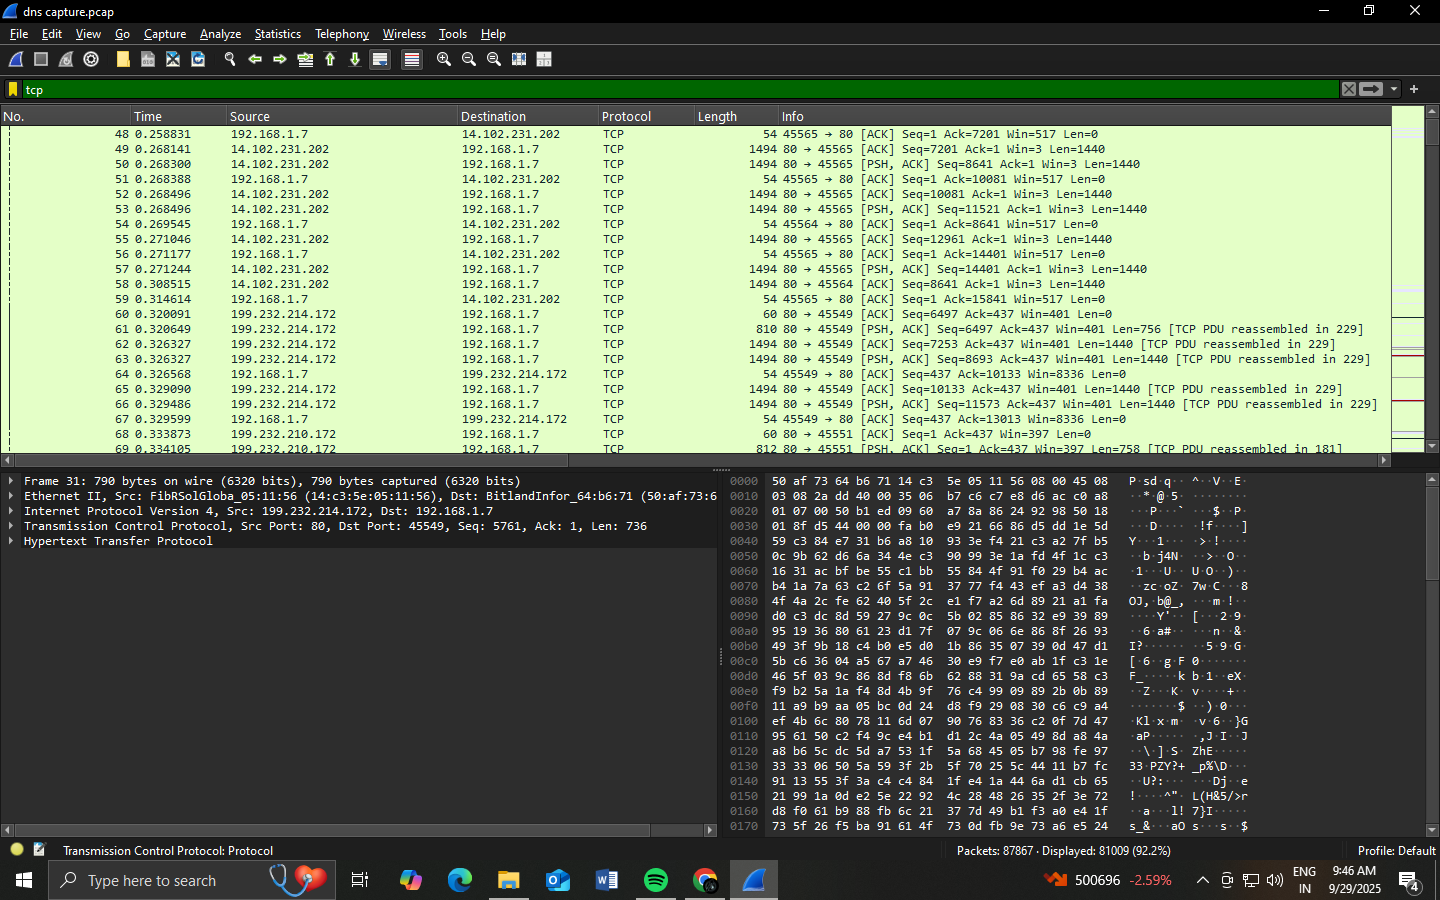 dns capture.pcap
File Edit View Go Capture Analyze Statistics Telephony Wireless Tools Help
tcp
No. Time Source Destination Protocol Length Info
48 0.258831 192.168.1.7 14.102.231.202 TCP 54 45565 → 80 [ACK] Seq=1 Ack=7201 Win=517 Len=0
49 0.268141 14.102.231.202 192.168.1.7 TCP 1494 80 → 45565 [ACK] Seq=7201 Ack=1 Win=3 Len=1440
50 0.268300 14.102.231.202 192.168.1.7 TCP 1494 80 → 45565 [PSH, ACK] Seq=8641 Ack=1 Win=3 Len=1440
51 0.268388 192.168.1.7 14.102.231.202 TCP 54 45565 → 80 [ACK] Seq=1 Ack=10081 Win=517 Len=0
52 0.268496 14.102.231.202 192.168.1.7 TCP 1494 80 → 45565 [ACK] Seq=10081 Ack=1 Win=3 Len=1440
53 0.268496 14.102.231.202 192.168.1.7 TCP 1494 80 → 45565 [PSH, ACK] Seq=11521 Ack=1 Win=3 Len=1440
54 0.269545 192.168.1.7 14.102.231.202 TCP 54 45564 → 80 [ACK] Seq=1 Ack=8641 Win=517 Len=0
55 0.271046 14.102.231.202 192.168.1.7 TCP 1494 80 → 45565 [ACK] Seq=12961 Ack=1 Win=3 Len=1440
56 0.271177 192.168.1.7 14.102.231.202 TCP 54 45565 → 80 [ACK] Seq=1 Ack=14401 Win=517 Len=0
57 0.271244 14.102.231.202 192.168.1.7 TCP 1494 80 → 45565 [PSH, ACK] Seq=14401 Ack=1 Win=3 Len=1440
58 0.308515 14.102.231.202 192.168.1.7 TCP 1494 80 → 45564 [ACK] Seq=8641 Ack=1 Win=3 Len=1440
59 0.314614 192.168.1.7 14.102.231.202 TCP 54 45565 → 80 [ACK] Seq=1 Ack=15841 Win=517 Len=0
60 0.320091 199.232.214.172 192.168.1.7 TCP 60 80 → 45549 [ACK] Seq=6497 Ack=437 Win=401 Len=0
61 0.320649 199.232.214.172 192.168.1.7 TCP 810 80 → 45549 [PSH, ACK] Seq=6497 Ack=437 Win=401 Len=756 [TCP PDU reassembled in 229]
62 0.326327 199.232.214.172 192.168.1.7 TCP 1494 80 → 45549 [ACK] Seq=7253 Ack=437 Win=401 Len=1440 [TCP PDU reassembled in 229]
63 0.326327 199.232.214.172 192.168.1.7 TCP 1494 80 → 45549 [PSH, ACK] Seq=8693 Ack=437 Win=401 Len=1440 [TCP PDU reassembled in 229]
64 0.326568 192.168.1.7 199.232.214.172 TCP 54 45549 → 80 [ACK] Seq=437 Ack=10133 Win=8336 Len=0
65 0.329090 199.232.214.172 192.168.1.7 TCP 1494 80 → 45549 [ACK] Seq=10133 Ack=437 Win=401 Len=1440 [TCP PDU reassembled in 229]
66 0.329486 199.232.214.172 192.168.1.7 TCP 1494 80 → 45549 [PSH, ACK] Seq=11573 Ack=437 Win=401 Len=1440 [TCP PDU reassembled in 229]
67 0.329599 192.168.1.7 199.232.214.172 TCP 54 45549 → 80 [ACK] Seq=437 Ack=13013 Win=8336 Len=0
68 0.333873 199.232.210.172 192.168.1.7 TCP 60 80 → 45551 [ACK] Seq=1 Ack=437 Win=397 Len=0
69 0.334105 199.232.210.172 192.168.1.7 TCP 812 80 → 45551 [PSH, ACK] Seq=1 Ack=437 Win=397 Len=758 [TCP PDU reassembled in 181]
Frame 31: 790 bytes on wire (6320 bits), 790 bytes captured (6320 bits)
Ethernet II, Src: FibRSolGloba_05:11:56 (14:c3:5e:05:11:56), Dst: BitlandInfor_64:b6:71 (50:af:73:6
Internet Protocol Version 4, Src: 199.232.214.172, Dst: 192.168.1.7
Transmission Control Protocol, Src Port: 80, Dst Port: 45549, Seq: 5761, Ack: 1, Len: 736
Hypertext Transfer Protocol
0000 50 af 73 64 b6 71 14 c3 5e 05 11 56 08 00 45 08 P·sd·q·· ^··V··E·
0010 03 08 2a dd 40 00 35 06 b7 c6 c7 e8 d6 ac c0 a8 ··*·@·5· ········
0020 01 07 00 50 b1 ed 09 60 a7 8a 86 24 92 98 50 18 ···P···` ···$··P·
0030 01 8f d5 44 00 00 fa b0 e9 21 66 86 d5 dd 1e 5d ···D···· ·!f····]
0040 59 c3 84 e7 31 b6 a8 10 93 3e f4 21 c3 a2 7f b5 Y···1··· ·>·!····
0050 0c 9b 62 d6 6a 34 4e c3 90 99 3e 1a fd 4f 1c c3 ··b·j4N· ··>··O··
0060 16 31 ac bf be 55 c1 bb 55 84 4f 91 f0 29 b4 ac ·1···U·· U·O··)··
0070 b4 1a 7a 63 c2 6f 5a 91 37 77 f4 43 ef a3 d4 38 ··zc·oZ· 7w·C···8
0080 4f 4a 2c fe 62 40 5f 2c e1 f7 a2 6d 89 21 a1 fa OJ,·b@_, ···m·!··
0090 d0 c3 dc 8d 59 27 9c 0c 5b 02 85 86 32 e9 39 89 ····Y'·· [···2·9·
00a0 95 19 36 80 61 23 d1 7f 07 9c 06 6e 86 8f 26 93 ··6·a#·· ···n··&·
00b0 49 3f 9b 18 c4 b0 e5 d0 1b 86 35 07 39 0d 47 d1 I?······ ··5·9·G·
00c0 5b c6 36 04 a5 67 a7 46 30 e9 f7 e0 ab 1f c3 1e [·6··g·F 0·······
00d0 46 5f 03 9c 86 8d f8 6b 62 88 31 9a cd 65 58 c3 F_·····k b·1··eX·
00e0 f9 b2 5a 1a f4 8d 4b 9f 76 c4 99 09 89 2b 0b 89 ··Z···K· v····+··
00f0 11 a9 b9 aa 05 bc 0d 24 d8 f9 29 08 30 c6 c9 a4 ·······$ ··)·0···
0100 ef 4b 6c 80 78 11 6d 07 90 76 83 36 c2 0f 7d 47 ·Kl·x·m· ·v·6··}G
0110 95 61 50 c2 f4 9c e4 b1 d1 2c 4a 05 49 8d a8 4a ·aP····· ·,J·I··J
0120 a8 b6 5c dc 5d a7 53 1f 5a 68 45 05 b7 98 fe 97 ··\·]·S· ZhE·····
0130 33 33 06 50 5a 59 3f 2b 5f 70 25 5c 44 11 b7 fc 33·PZY?+ _p%\D···
0140 91 13 55 3f 3a c4 c4 84 1f e4 1a 44 6a d1 cb 65 ··U?:··· ···Dj··e
0150 21 99 1a 0d e2 5e 22 92 4c 28 48 26 35 2f 3e 72 !····^"· L(H&5/>r
0160 d8 f0 61 b9 88 fb 6c 21 37 7d 49 b1 f3 a0 e4 1f ··a···l! 7}I·····
0170 73 5f 26 f5 ba 91 61 4f 73 0d fb 9e 73 a6 e5 24 s_&···aO s···s··$
Transmission Control Protocol: Protocol
Packets: 87867 · Displayed: 81009 (92.2%)
Profile: Default
Type here to search
500696 -2.59%
ENG
IN
9:46 AM
9/29/2025
4